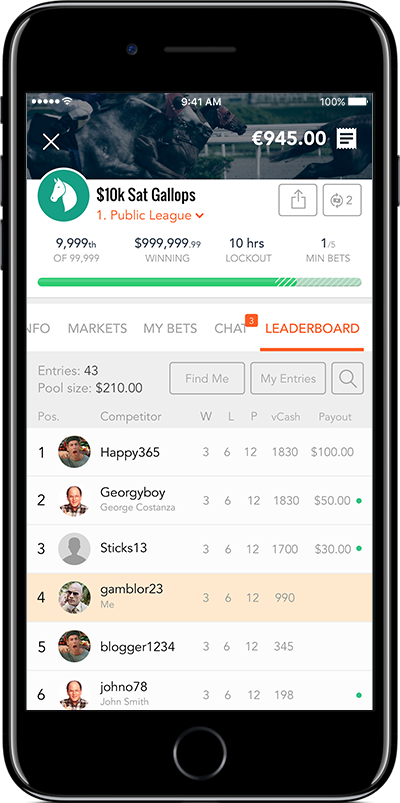 9:41 AM 100%
€945.00
$10k Sat Gallops
1. Public League
2
9,999th $999,999.99 10 hrs 1/5
OF 99,999 WINNING LOCKOUT MIN BETS
NFO MARKETS MY BETS CHAT 3 LEADERBOARD
Entries: 43
Pool size: $210.00
Find Me My Entries
Pos. Competitor W L P vCash Payout
1 Happy365 3 6 12 1830 $100.00
2 Georgyboy 3 6 12 1830 $50.00
George Costanza
3 Sticks13 3 6 12 1700 $30.00
4 gamblor23 3 6 12 990
Me
5 blogger1234 3 6 12 345
6 johno78 3 6 12 198
John Smith